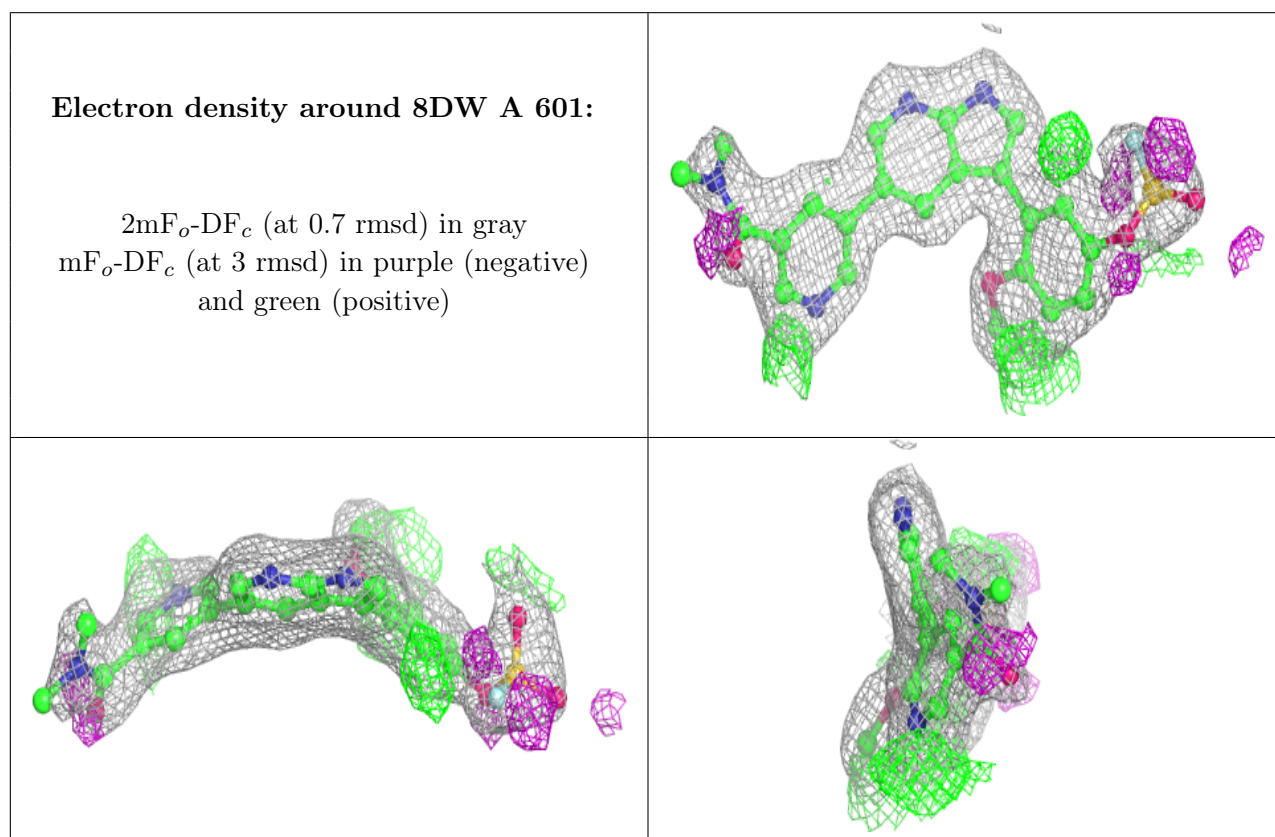 Electron density around 8DW A 601:
2mFo-DFc (at 0.7 rmsd) in gray
mFo-DFc (at 3 rmsd) in purple (negative)
and green (positive)